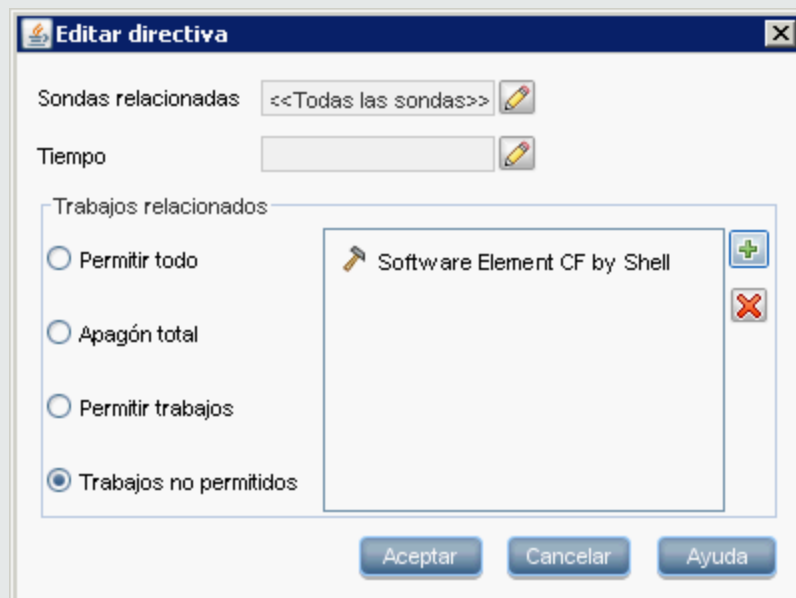 Editar directiva
Sondas relacionadas <<Todas las sondas>>
Tiempo
Trabajos relacionados
Permitir todo
Software Element CF by Shell
Apagón total
Permitir trabajos
Trabajos no permitidos
Aceptar Cancelar Ayuda